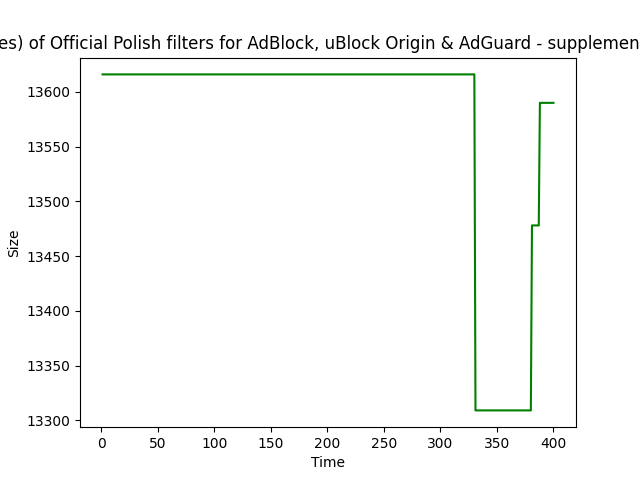 es) of Official Polish filters for AdBlock, uBlock Origin & AdGuard - supplemen
13600
13550
13500
13450
13400
13350
13300
Size
0 50 100 150 200 250 300 350 400
Time